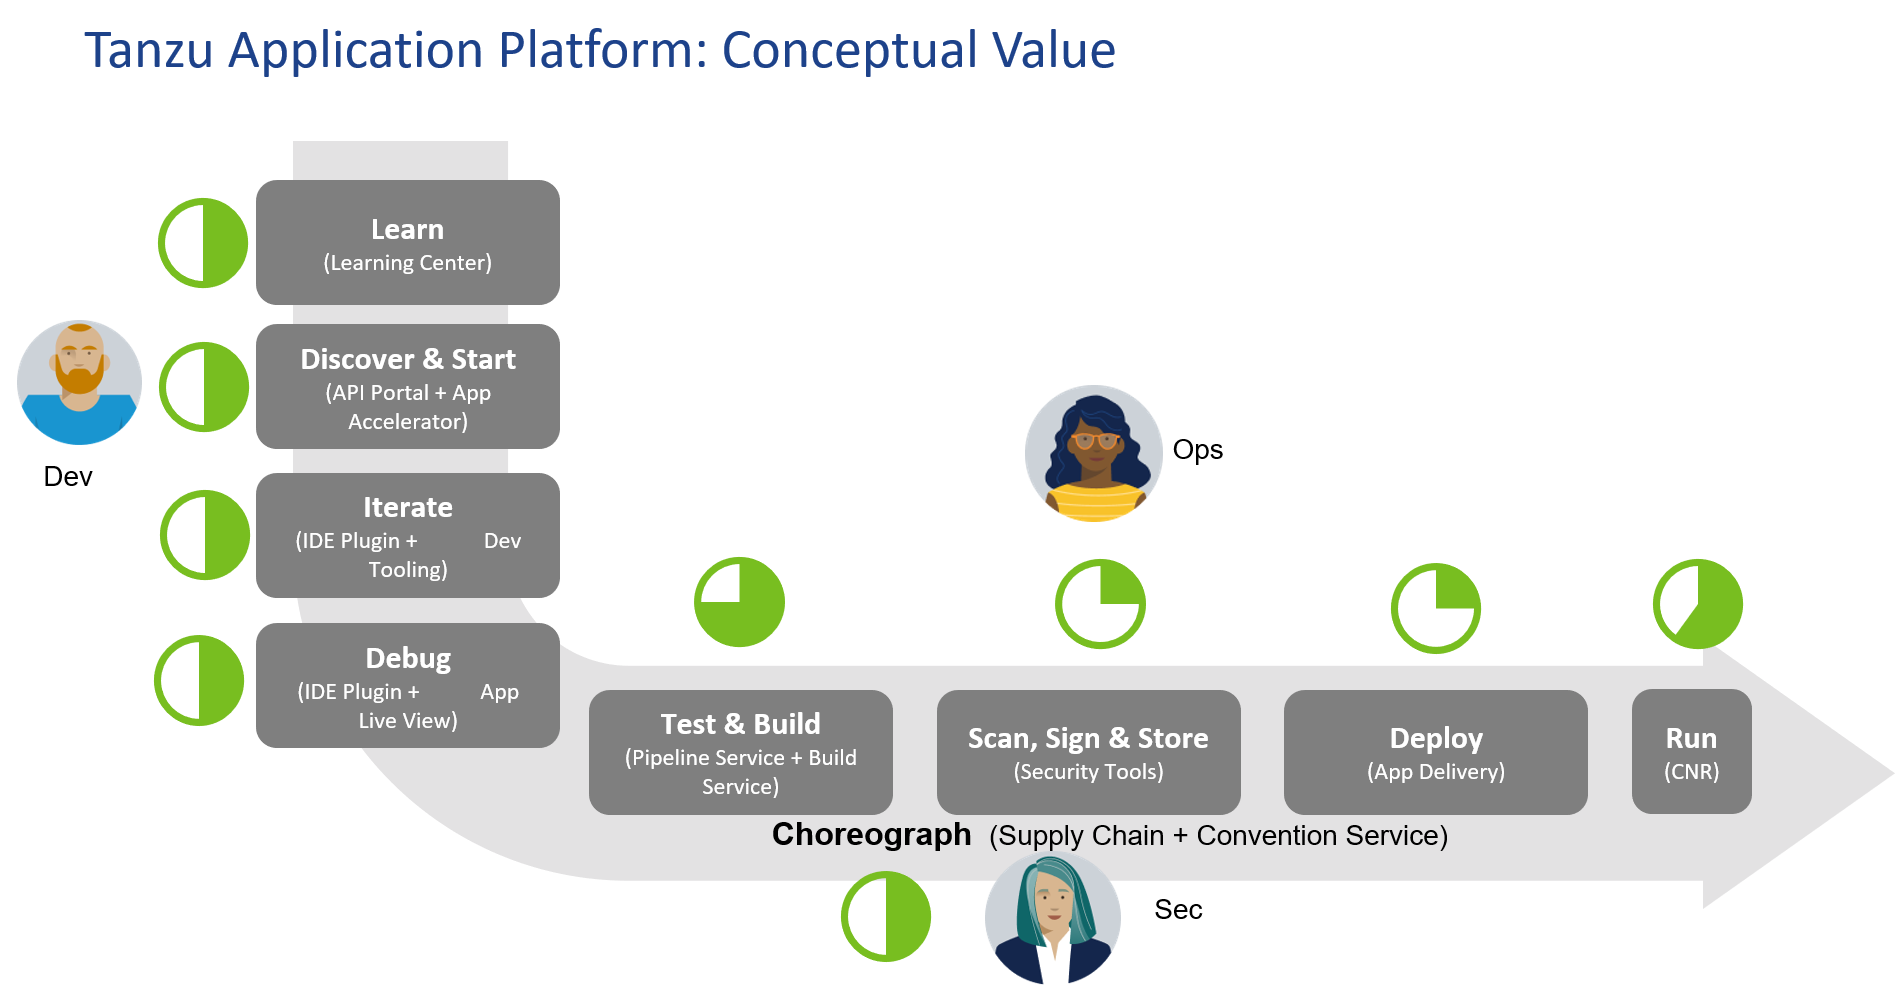 Tanzu Application Platform: Conceptual Value
Learn
(Learning Center)
Discover & Start
(API Portal + App
Accelerator)
Dev
Iterate
(IDE Plugin + Dev
Tooling)
Debug
(IDE Plugin + App
Live View)
Ops
Test & Build
(Pipeline Service + Build
Service)
Scan, Sign & Store
(Security Tools)
Deploy
(App Delivery)
Run
(CNR)
Choreograph (Supply Chain + Convention Service)
Sec